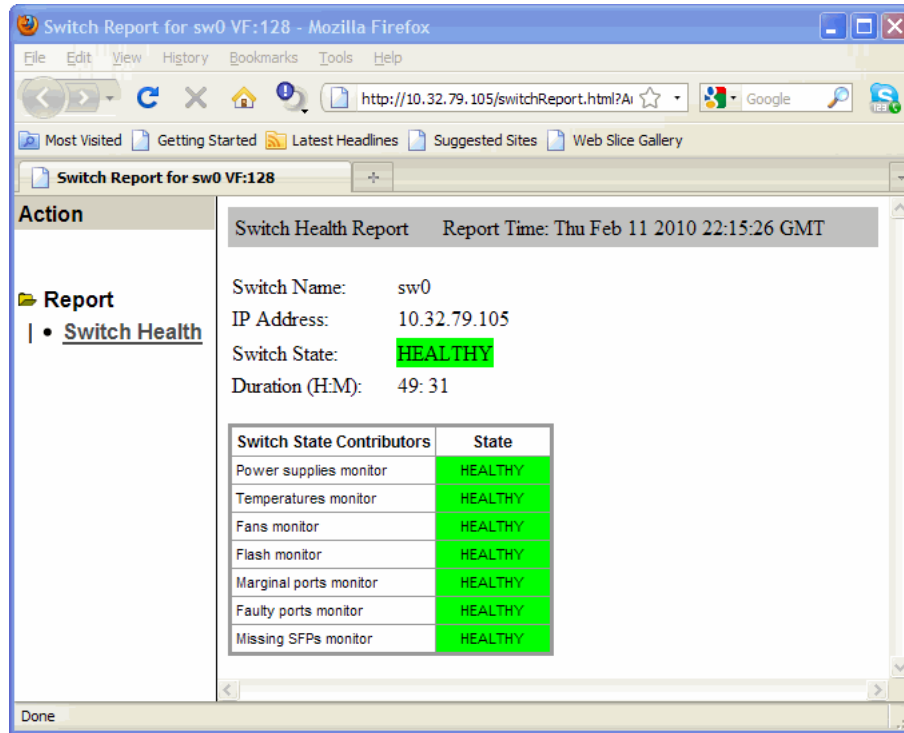 Switch Report for sw0 VF:128 - Mozilla Firefox
File Edit View History Bookmarks Tools Help
http://10.32.79.105/switchReport.html?A Google
Most Visited Getting Started Latest Headlines Suggested Sites Web Slice Gallery
Switch Report for sw0 VF:128
Action
Report
| • Switch Health
Switch Health Report Report Time: Thu Feb 11 2010 22:15:26 GMT
Switch Name: sw0
IP Address: 10.32.79.105
Switch State: HEALTHY
Duration (H:M): 49: 31
Switch State Contributors State
Power supplies monitor HEALTHY
Temperatures monitor HEALTHY
Fans monitor HEALTHY
Flash monitor HEALTHY
Marginal ports monitor HEALTHY
Faulty ports monitor HEALTHY
Missing SFPs monitor HEALTHY
Done